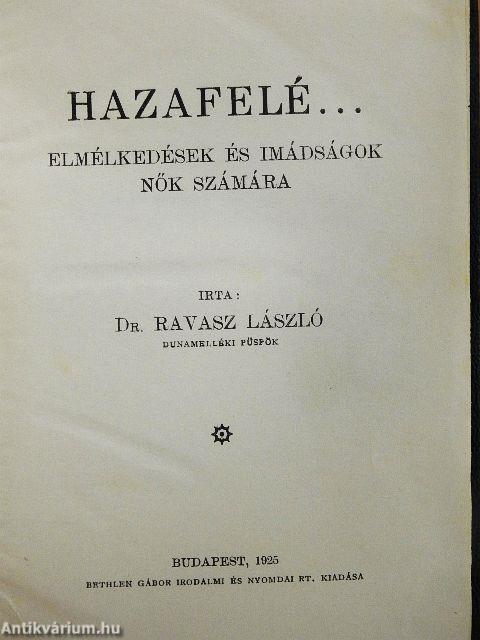 HAZAFELÉ...
ELMÉLKEDÉSEK ÉS IMÁDSÁGOK
NŐK SZÁMÁRA
IRTA:
DR. RAVASZ LÁSZLÓ
DUNAMELLÉKI PÜSPÖK
BUDAPEST, 1925
BETHLEN GÁBOR IRODALMI ÉS NYOMDAI RT. KIADÁSA
Antikvárium.hu